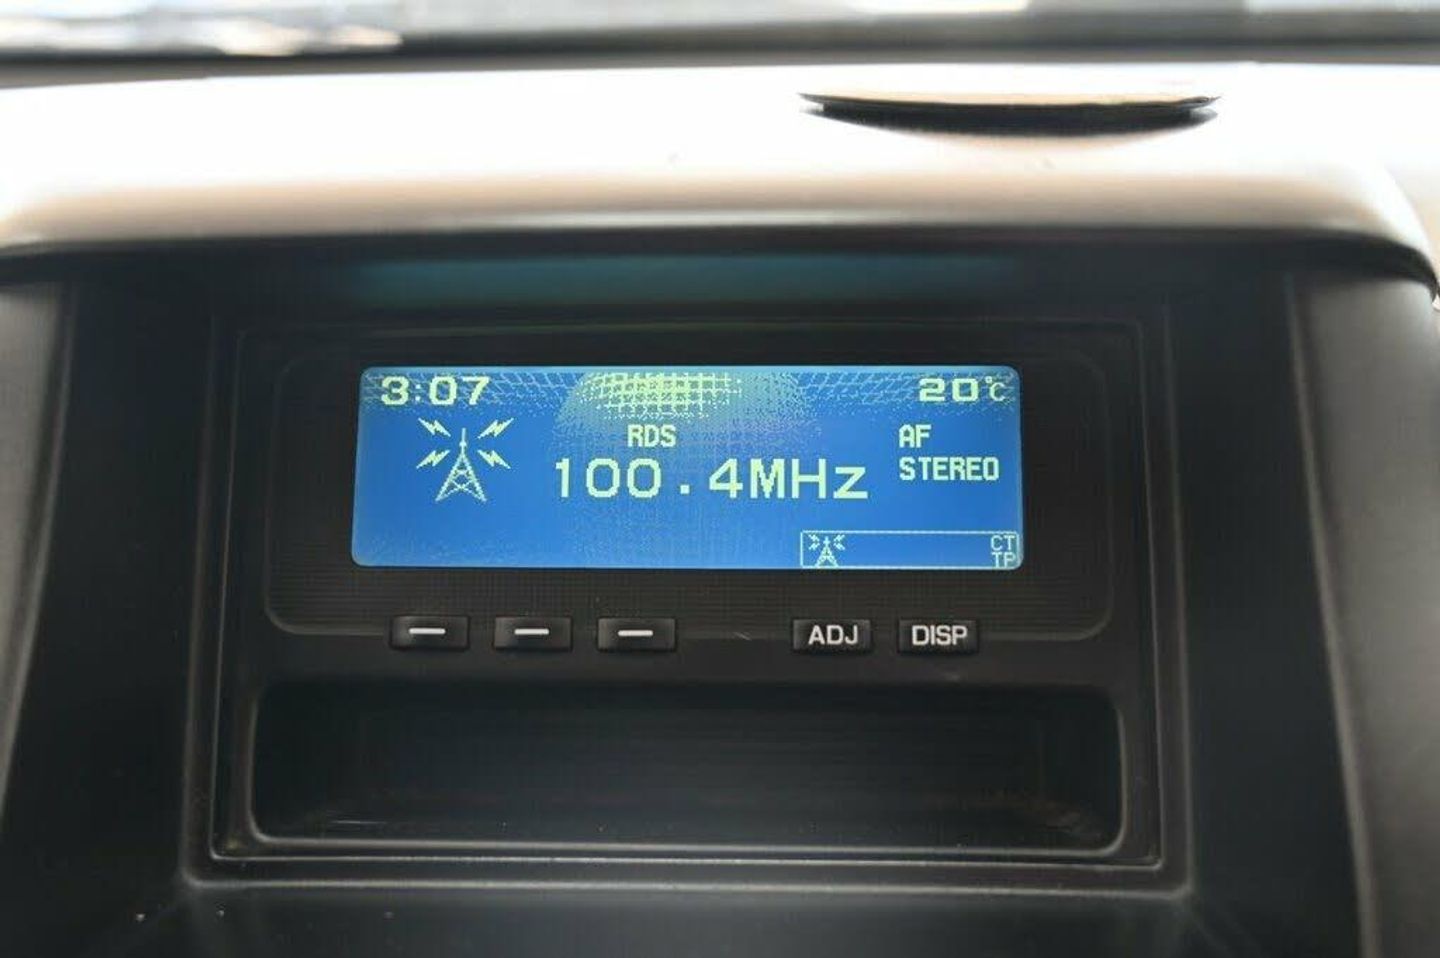 3:07 20°C
RDS AF
100.4MHz STEREO
CT
TP
ADJ DISP